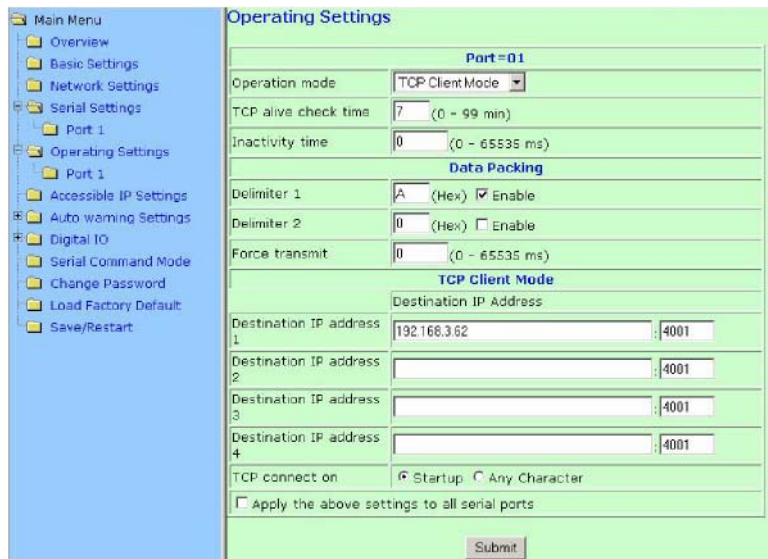 Main Menu
Overview
Basic Settings
Network Settings
Serial Settings
Port 1
Operating Settings
Port 1
Accessible IP Settings
Auto warning Settings
Digital IO
Serial Command Mode
Change Password
Load Factory Default
Save/Restart
Operating Settings
Port=01
Operation mode TCP Client Mode
TCP alive check time 7 (0 - 99 min)
Inactivity time 0 (0 - 65535 ms)
Data Packing
Delimiter 1 A (Hex) Enable
Delimiter 2 0 (Hex) Enable
Force transmit 0 (0 - 65535 ms)
TCP Client Mode
Destination IP Address
Destination IP address
1 192.168.3.62 : 4001
Destination IP address
2 : 4001
Destination IP address
3 : 4001
Destination IP address
4 : 4001
TCP connect on Startup Any Character
Apply the above settings to all serial ports
Submit